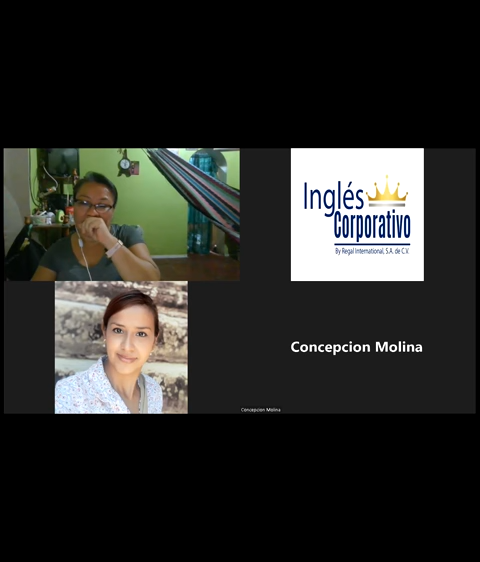 Inglés
Corporativo
By Regal International, S.A. de C.V.
Concepcion Molina
Concepcion Molina